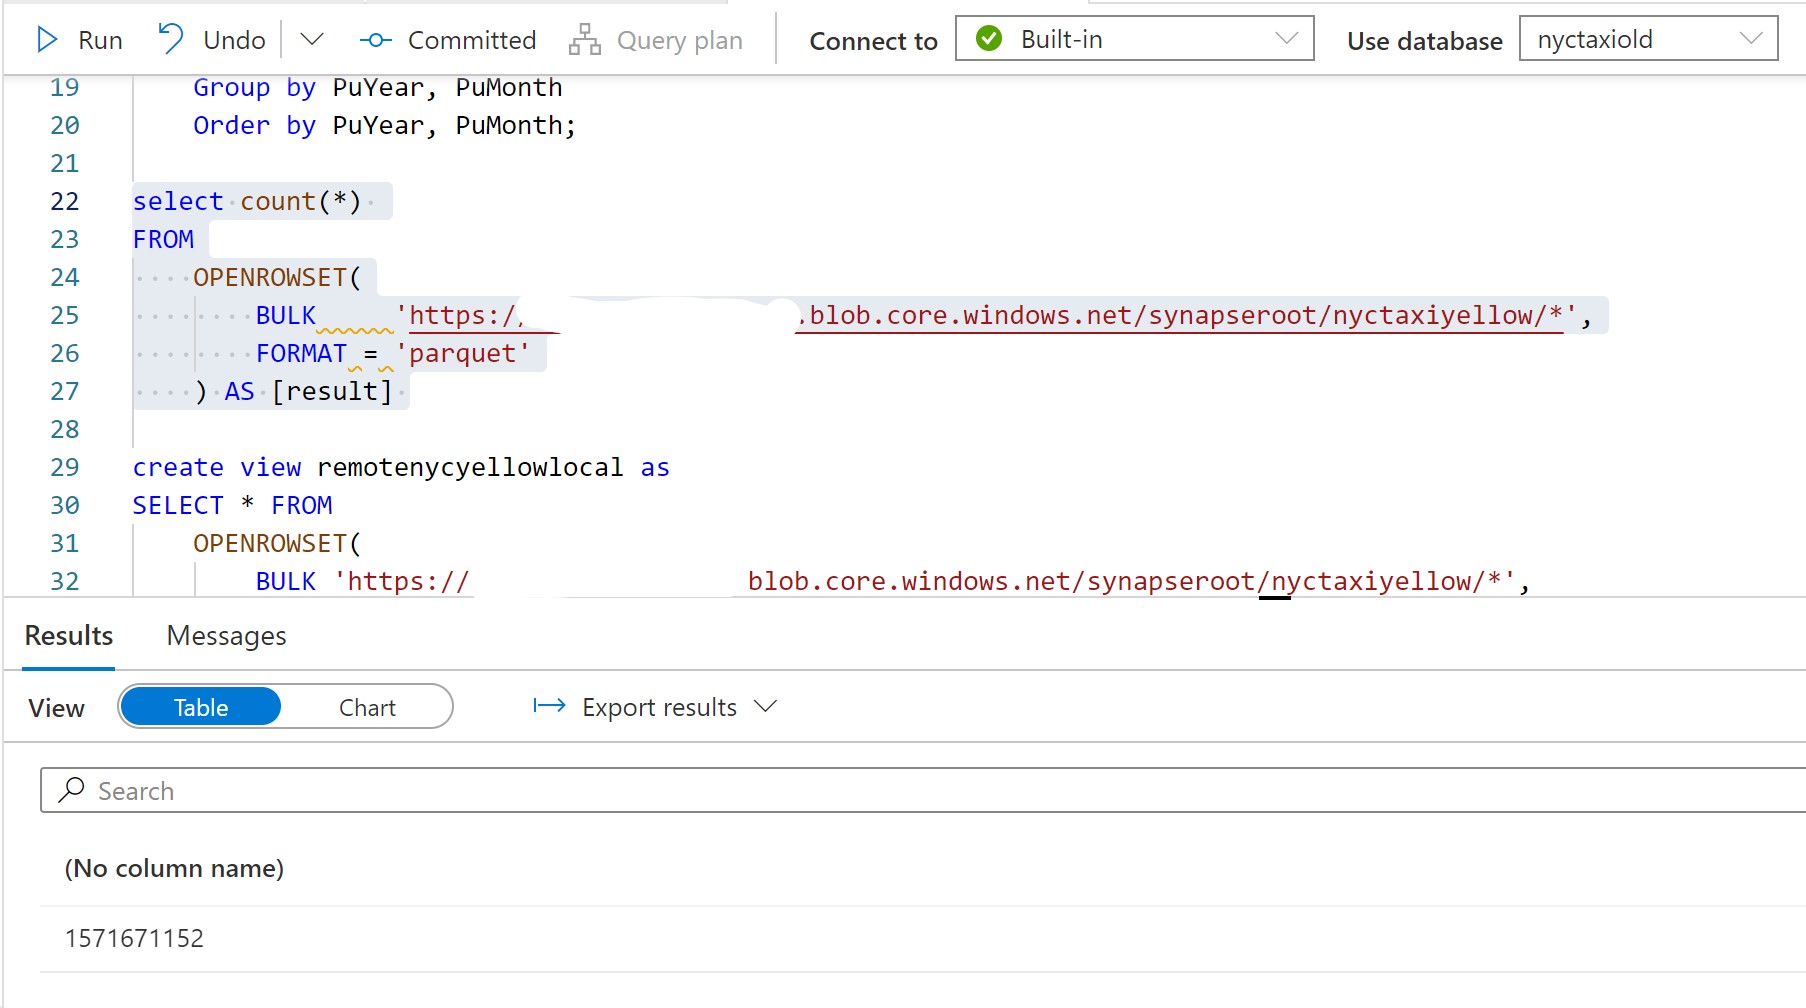 Run Undo Committed Query plan Connect to Built-in Use database nyctaxiold
19 Group by PuYear, PuMonth
20 Order by PuYear, PuMonth;
21
22 select count(*)
23 FROM
24 OPENROWSET(
25 BULK 'https:// .blob.core.windows.net/synapseroot/nyctaxiyellow/*',
26 FORMAT = 'parquet'
27 ) AS [result]
28
29 create view remotenycyellowlocal as
30 SELECT * FROM
31 OPENROWSET(
32 BULK 'https:// blob.core.windows.net/synapseroot/nyctaxiyellow/*',
Results Messages
View Table Chart Export results
Search
(No column name)
1571671152